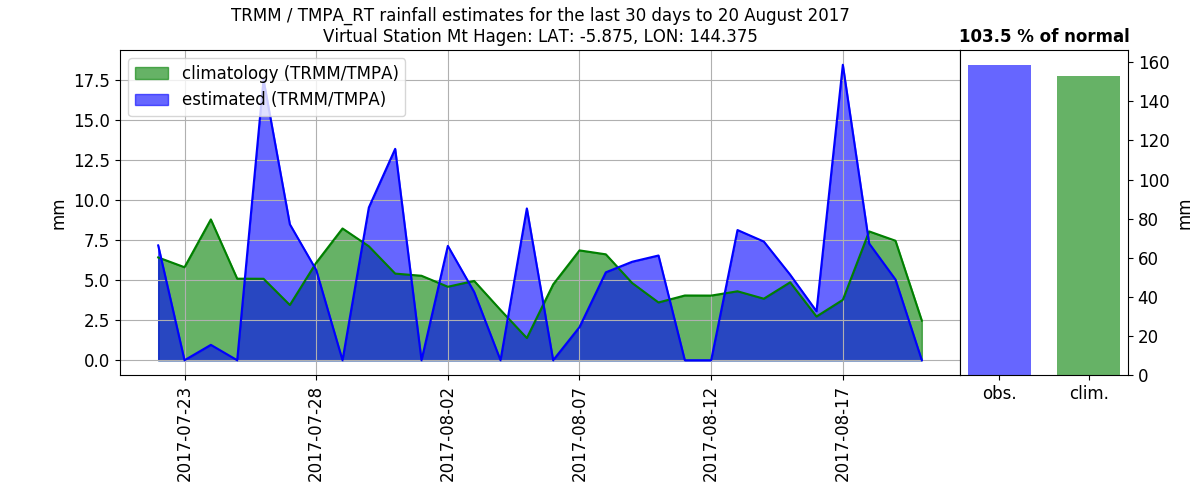 TRMM / TMPA_RT rainfall estimates for the last 30 days to 20 August 2017
Virtual Station Mt Hagen: LAT: -5.875, LON: 144.375
103.5 % of normal
climatology (TRMM/TMPA)
estimated (TRMM/TMPA)
mm
17.5
15.0
12.5
10.0
7.5
5.0
2.5
0.0
2017-07-23
2017-07-28
2017-08-02
2017-08-07
2017-08-12
2017-08-17
160
140
120
100
80
60
40
20
0
mm
obs.
clim.